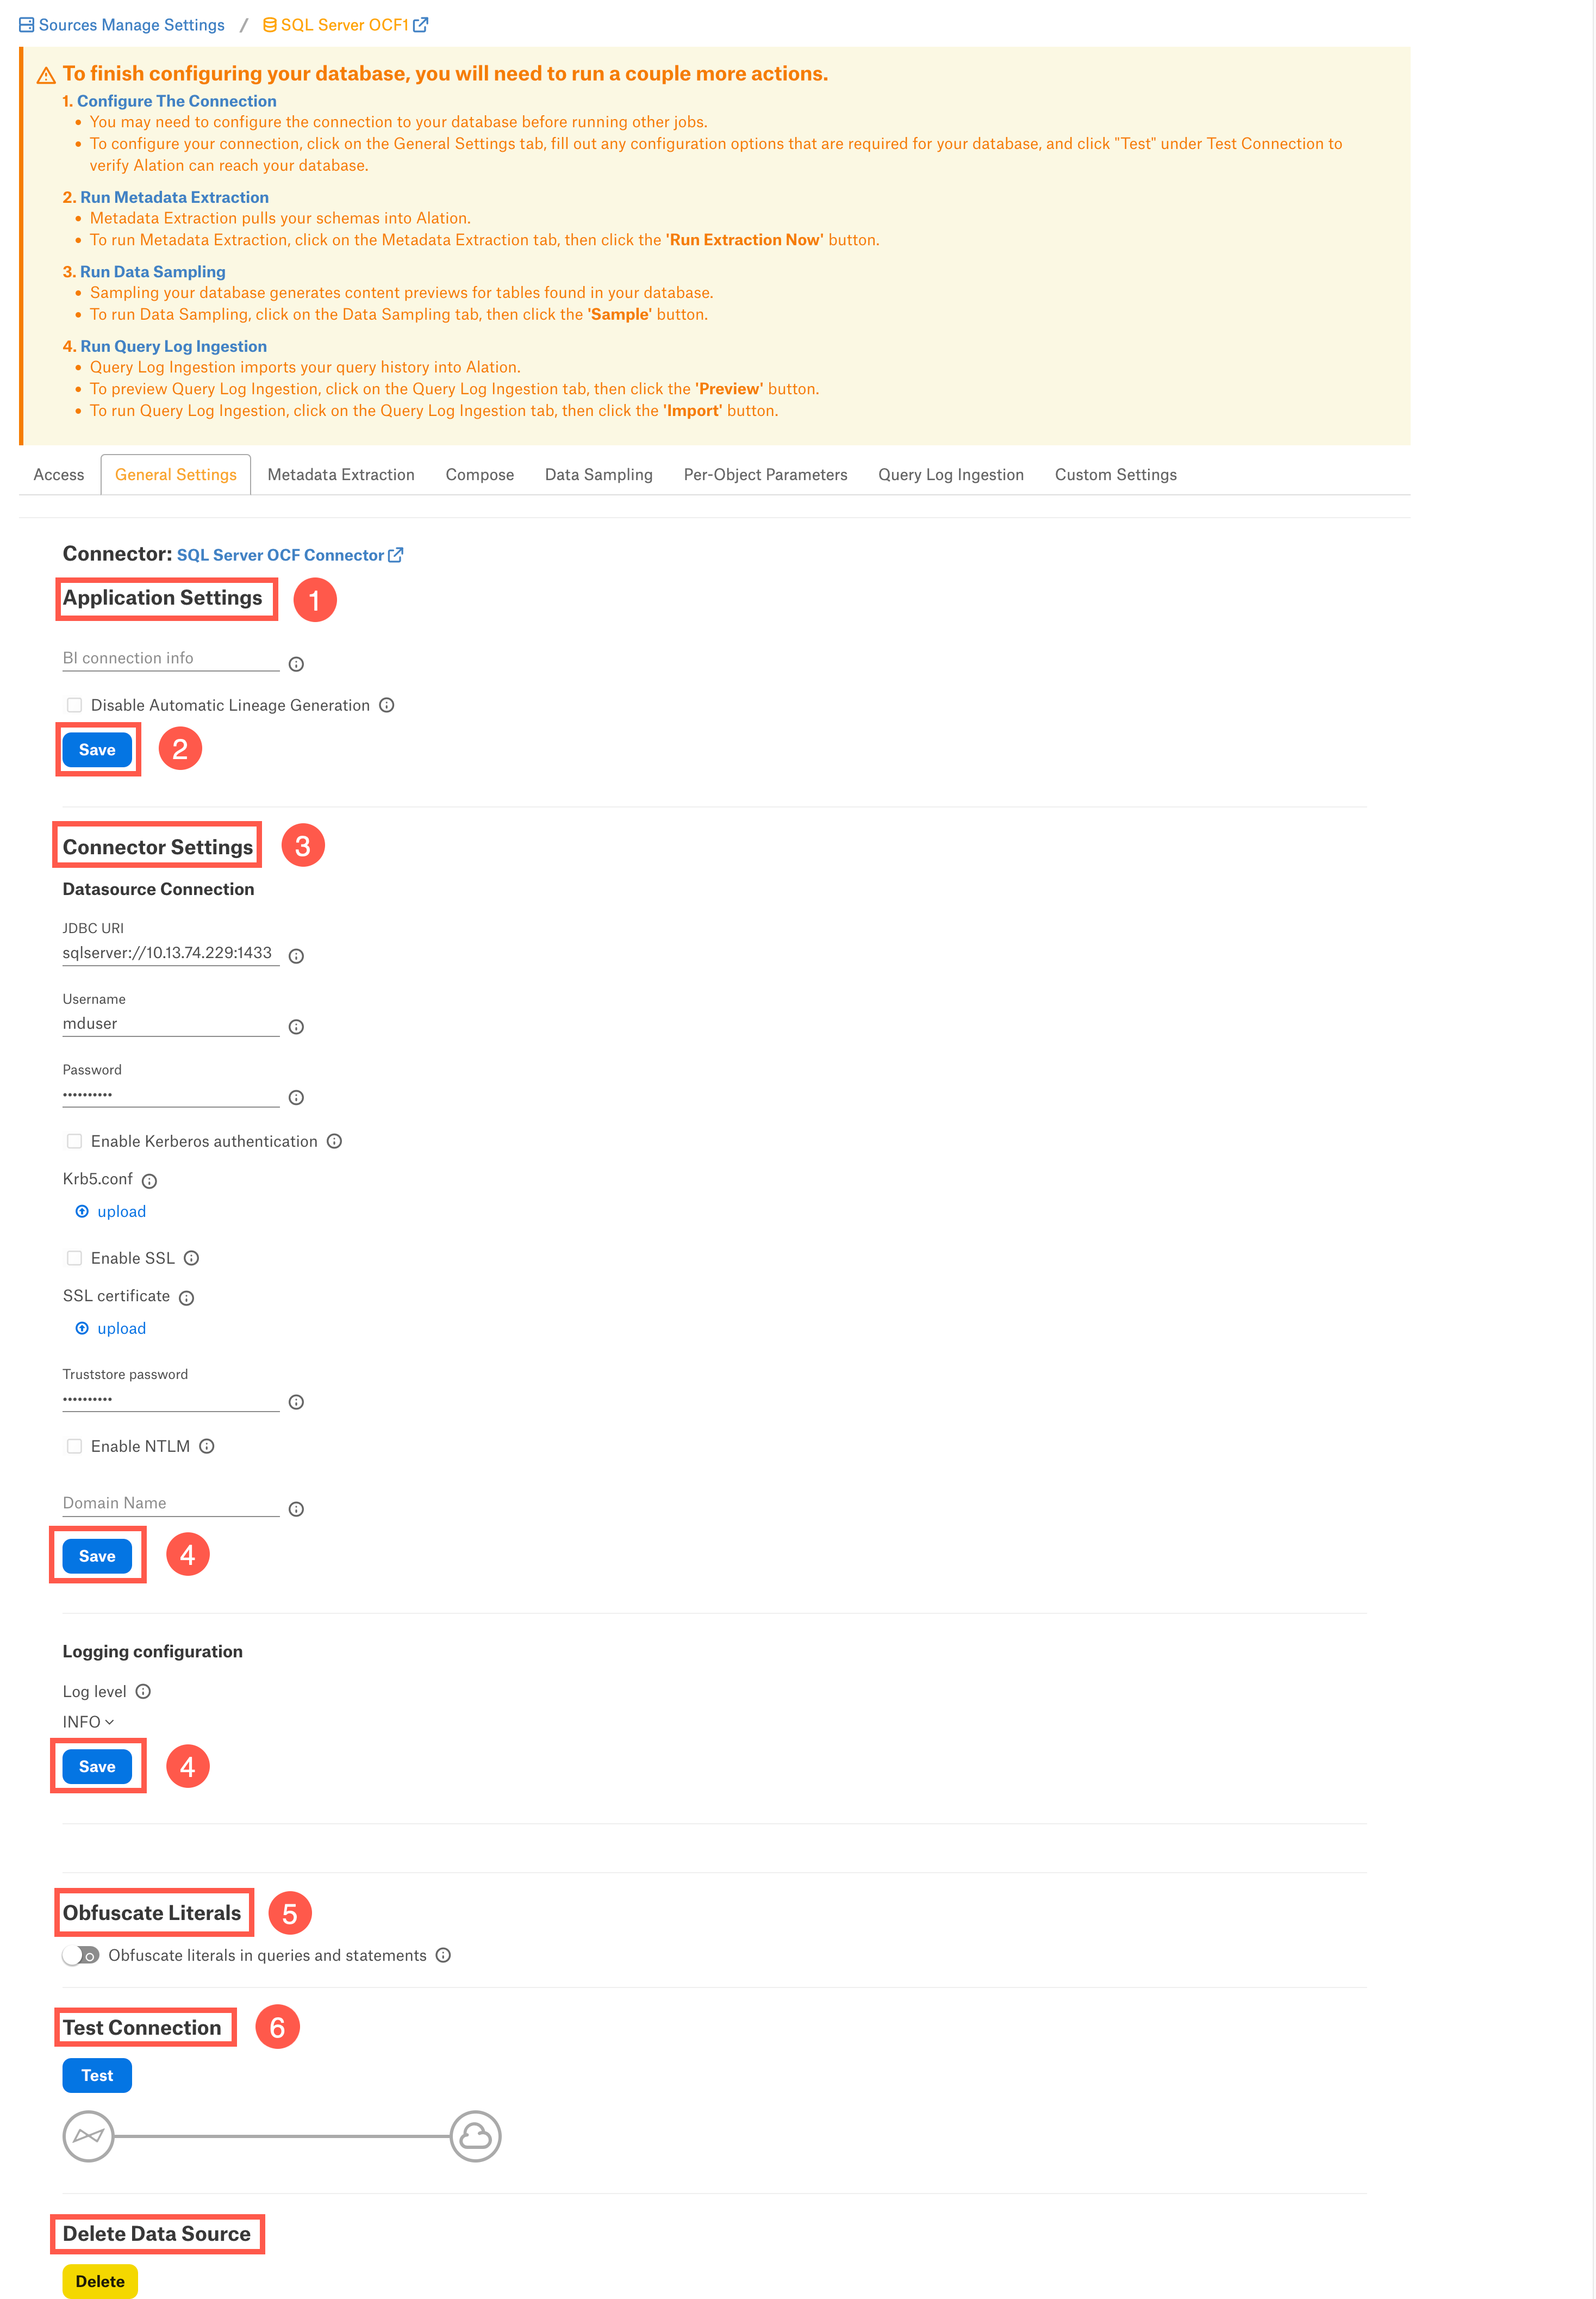 Sources Manage Settings / SQL Server OCF1
To finish configuring your database, you will need to run a couple more actions.
1. Configure The Connection
• You may need to configure the connection to your database before running other jobs.
• To configure your connection, click on the General Settings tab, fill out any configuration options that are required for your database, and click "Test" under Test Connection to
verify Alation can reach your database.
2. Run Metadata Extraction
• Metadata Extraction pulls your schemas into Alation.
• To run Metadata Extraction, click on the Metadata Extraction tab, then click the 'Run Extraction Now' button.
3. Run Data Sampling
• Sampling your database generates content previews for tables found in your database.
• To run Data Sampling, click on the Data Sampling tab, then click the 'Sample' button.
4. Run Query Log Ingestion
• Query Log Ingestion imports your query history into Alation.
• To preview Query Log Ingestion, click on the Query Log Ingestion tab, then click the 'Preview' button.
• To run Query Log Ingestion, click on the Query Log Ingestion tab, then click the 'Import' button.
Access General Settings Metadata Extraction Compose Data Sampling Per-Object Parameters Query Log Ingestion Custom Settings
Connector: SQL Server OCF Connector
Application Settings 1
BI connection info
Disable Automatic Lineage Generation
Save 2
Connector Settings 3
Datasource Connection
JDBC URI
sqlserver://10.13.74.229:1433
Username
mduser
Password
••••••••••
Enable Kerberos authentication
Krb5.conf
upload
Enable SSL
SSL certificate
upload
Truststore password
••••••••••
Enable NTLM
Domain Name
Save 4
Logging configuration
Log level
INFO
Save 4
Obfuscate Literals 5
Obfuscate literals in queries and statements
Test Connection 6
Test
Delete Data Source
Delete